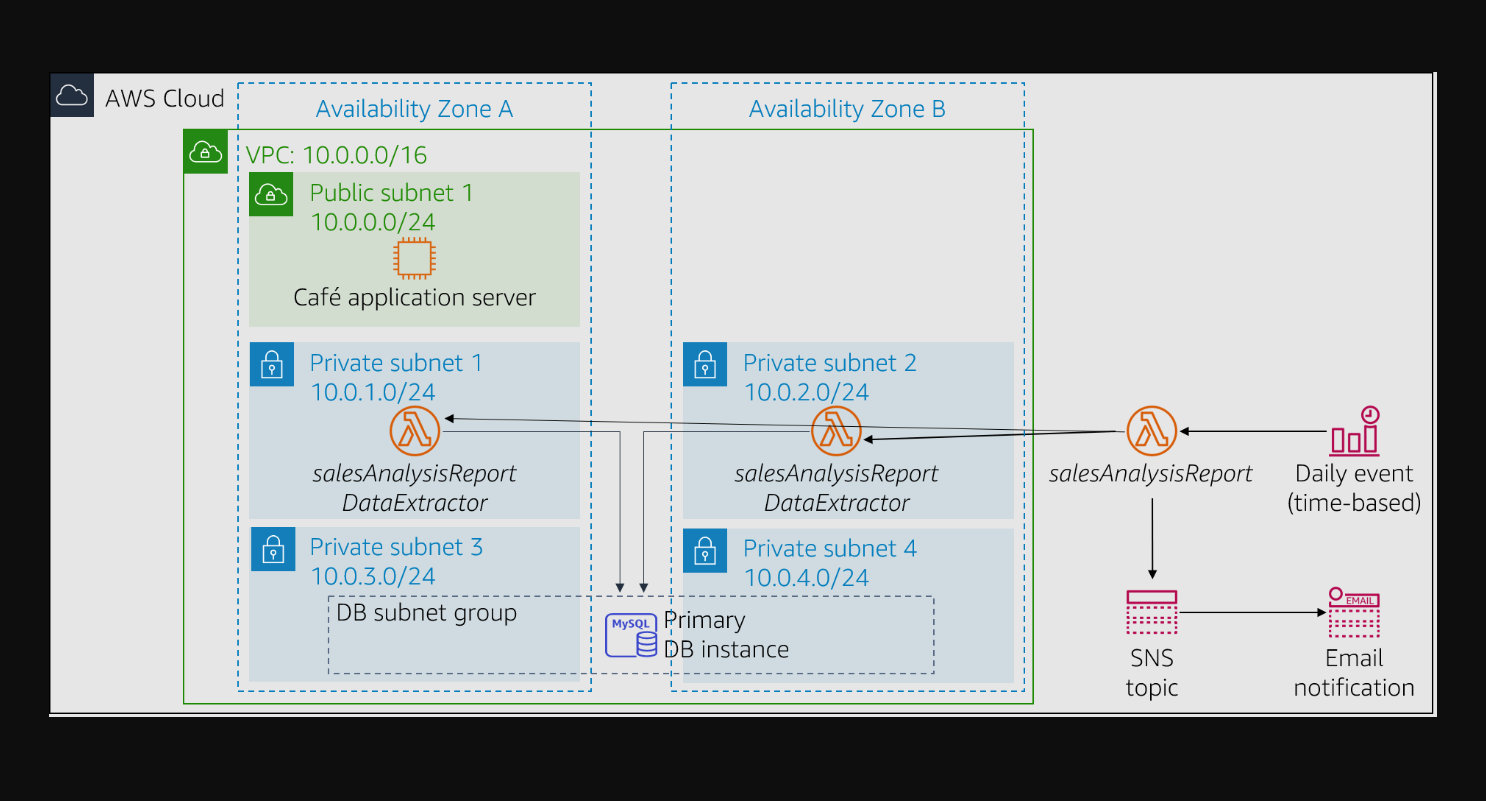 AWS Cloud
Availability Zone A
Availability Zone B
VPC: 10.0.0.0/16
Public subnet 1
10.0.0.0/24
Café application server
Private subnet 1
10.0.1.0/24
salesAnalysisReport
DataExtractor
Private subnet 2
10.0.2.0/24
salesAnalysisReport
DataExtractor
salesAnalysisReport
Daily event
(time-based)
Private subnet 3
10.0.3.0/24
Private subnet 4
10.0.4.0/24
DB subnet group
MySQL
Primary
DB instance
SNS
topic
EMAIL
Email
notification